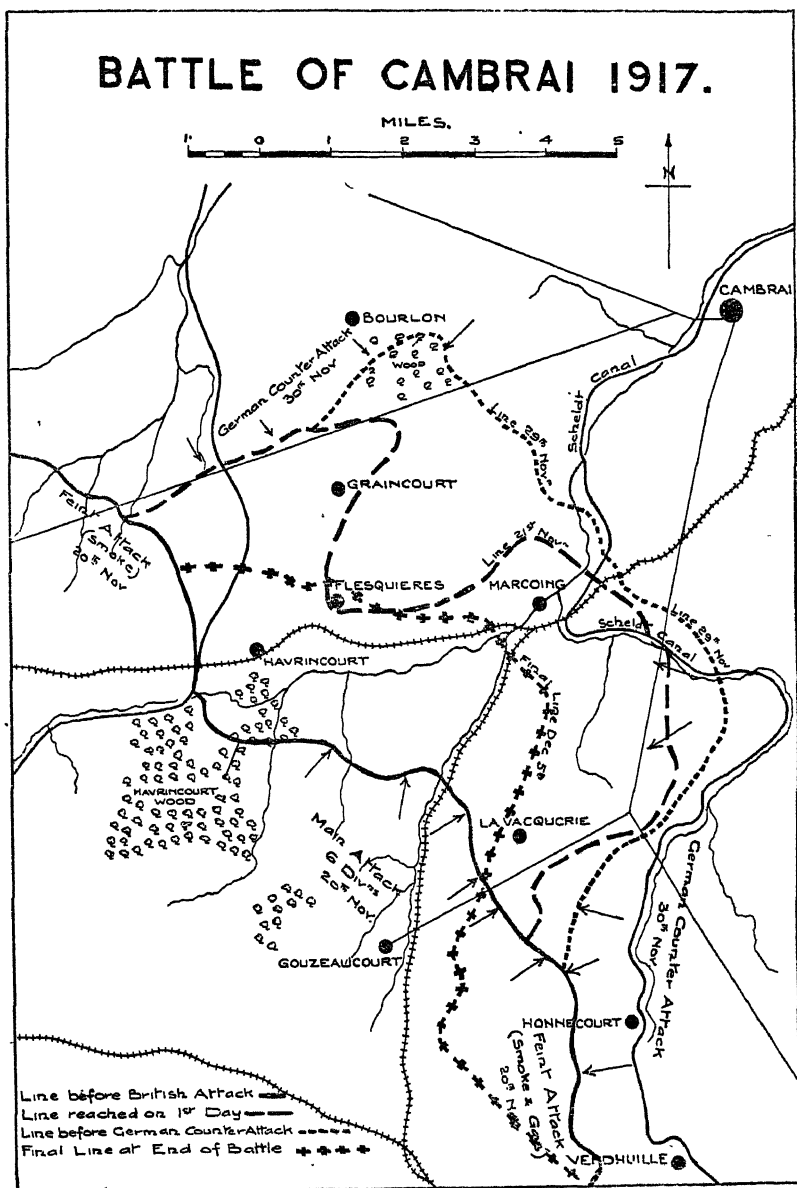 BATTLE OF CAMBRAI 1917.
MILES.
1 0 1 2 3 4 5
N
CAMBRAI
BOURLON
WOOD
German Counter Attack
30th Nov
Canal
Scheldt
Line 29th Nov
GRAINCOURT
Feint Attack
(Smoke)
20th Nov
Line 21st Nov
FLESQUIERES
MARCOING
Scheldt Canal
Line 29th Nov
HAVRINCOURT
Final Line Dec 5th
HAVRINCOURT
WOOD
LA VACQUCRIE
Main Attack
6 Divns
20th Nov.
GOUZEAUCOURT
German Counter Attack
30th Nov
HONNECOURT
Feint Attack
(Smoke & Gas)
20th Nov
VENDHUILLE
Line before British Attack
Line reached on 1st Day
Line before German Counter Attack
Final Line at End of Battle